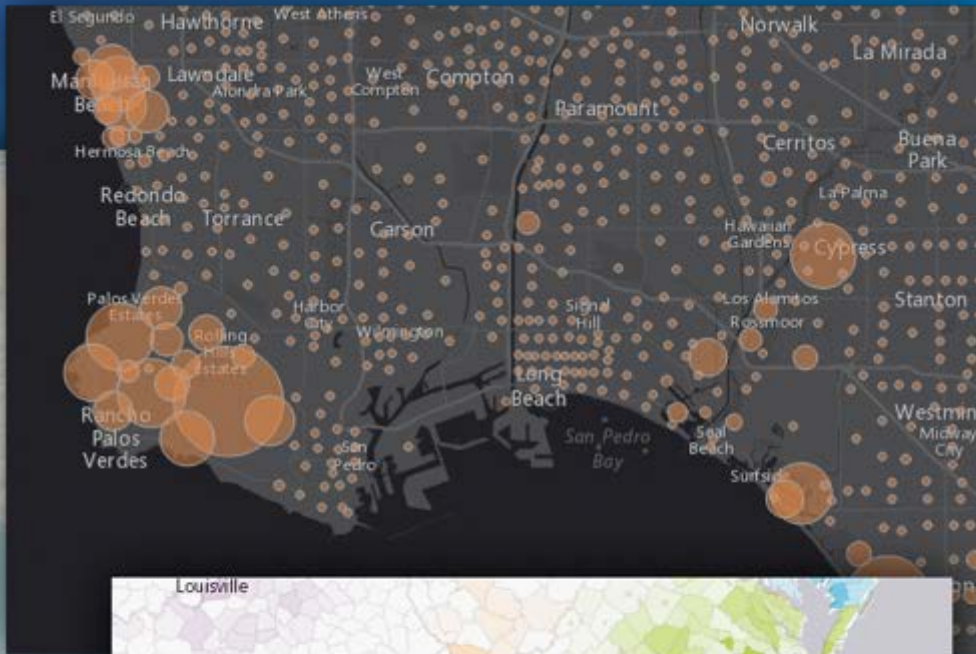 El Segundo
Hawthorne
West Athens
Norwalk
La Mirada
Manhattan
Beach
Lawndale
Alondra Park
West
Compton
Compton
Paramount
Hermosa Beach
Cerritos
Buena
Park
Redondo
Beach
Torrance
Carson
La Palma
Hawaiian
Gardens
Cypress
Palos Verdes
Estates
Rolling
Hills
Estates
Harbor
City
Wilmington
Signal
Hill
Los Alamitos
Rossmoor
Stanton
Long
Beach
Rancho
Palos
Verdes
San
Pedro
San Pedro
Bay
Seal
Beach
Westmin
Midway
City
Surfside
Louisville